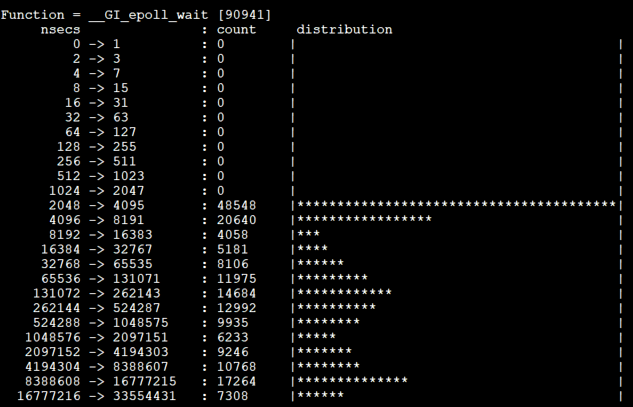 Function = __GI_epoll_wait [90941]
nsecs : count distribution
0 -> 1 : 0 | |
2 -> 3 : 0 | |
4 -> 7 : 0 | |
8 -> 15 : 0 | |
16 -> 31 : 0 | |
32 -> 63 : 0 | |
64 -> 127 : 0 | |
128 -> 255 : 0 | |
256 -> 511 : 0 | |
512 -> 1023 : 0 | |
1024 -> 2047 : 0 | |
2048 -> 4095 : 48548 |****************************************|
4096 -> 8191 : 20640 |***************** |
8192 -> 16383 : 4058 |*** |
16384 -> 32767 : 5181 |**** |
32768 -> 65535 : 8106 |****** |
65536 -> 131071 : 11975 |********* |
131072 -> 262143 : 14684 |************ |
262144 -> 524287 : 12992 |********** |
524288 -> 1048575 : 9935 |******** |
1048576 -> 2097151 : 6233 |***** |
2097152 -> 4194303 : 9246 |******* |
4194304 -> 8388607 : 10768 |******** |
8388608 -> 16777215 : 17264 |************** |
16777216 -> 33554431 : 7308 |****** |